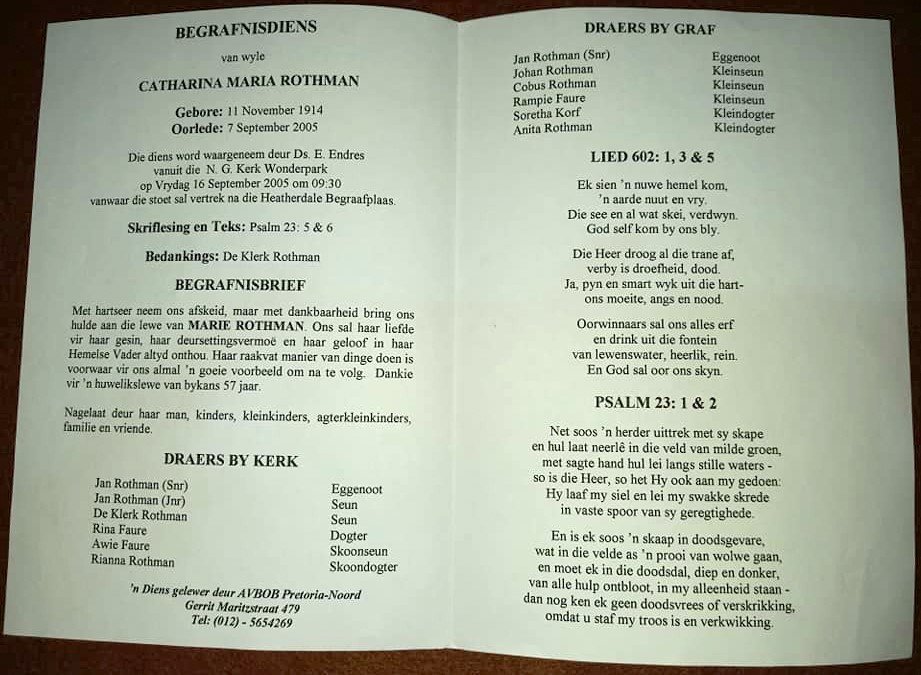 BEGRAFNISDIENS
van wyle
CATHARINA MARIA ROTHMAN
Gebore: 11 November 1914
Oorlede: 7 September 2005
Die diens word waargeneem deur Ds. E. Endres
vanuit die N. G. Kerk Wonderpark
op Vrydag 16 September 2005 om 09:30
vanwaar die stoet sal vertrek na die Heatherdale Begraafplaas.
Skriflesing en Teks: Psalm 23: 5 & 6
Bedankings: De Klerk Rothman
BEGRAFNISBRIEF
Met hartseer neem ons afskeid, maar met dankbaarheid bring ons
hulde aan die lewe van MARIE ROTHMAN. Ons sal haar liefde
vir haar gesin, haar deursettingsvermoë en haar geloof in haar
Hemelse Vader altyd onthou. Haar raakvat manier van dinge doen is
voorwaar vir ons almal 'n goeie voorbeeld om na te volg. Dankie
vir 'n huwelikslewe van bykans 57 jaar.
Nagelaat deur haar man, kinders, kleinkinders, agterkleinkinders,
familie en vriende.
DRAERS BY KERK
Jan Rothman (Snr) Eggenoot
Jan Rothman (Jnr) Seun
De Klerk Rothman Seun
Rina Faure Dogter
Awie Faure Skoonseun
Rianna Rothman Skoondogter
'n Diens gelewer deur AVBOB Pretoria-Noord
Gerrit Maritzstraat 479
Tel: (012) - 5654269
DRAERS BY GRAF
Jan Rothman (Snr) Eggenoot
Johan Rothman Kleinseun
Cobus Rothman Kleinseun
Rampie Faure Kleinseun
Soretha Korf Kleindogter
Anita Rothman Kleindogter
LIED 602: 1, 3 & 5
Ek sien 'n nuwe hemel kom,
'n aarde nuut en vry.
Die see en al wat skei, verdwyn.
God self kom by ons bly.
Die Heer droog al die trane af,
verby is droefheid, dood.
Ja, pyn en smart wyk uit die hart-
ons moeite, angs en nood.
Oorwinnaars sal ons alles erf
en drink uit die fontein
van lewenswater, heerlik, rein.
En God sal oor ons skyn.
PSALM 23: 1 & 2
Net soos 'n herder uittrek met sy skape
en hul laat neerlê in die veld van milde groen,
met sagte hand hul lei langs stille waters -
so is die Heer, so het Hy ook aan my gedoen:
Hy laaf my siel en lei my swakke skrede
in vaste spoor van sy geregtighede.
En is ek soos 'n skaap in doodsgevare,
wat in die velde as 'n prooi van wolwe gaan,
en moet ek in die doodsdal, diep en donker,
van alle hulp ontbloot, in my alleenheid staan -
dan nog ken ek geen doodsvrees of verskrikking,
omdat u staf my troos is en verkwikking.